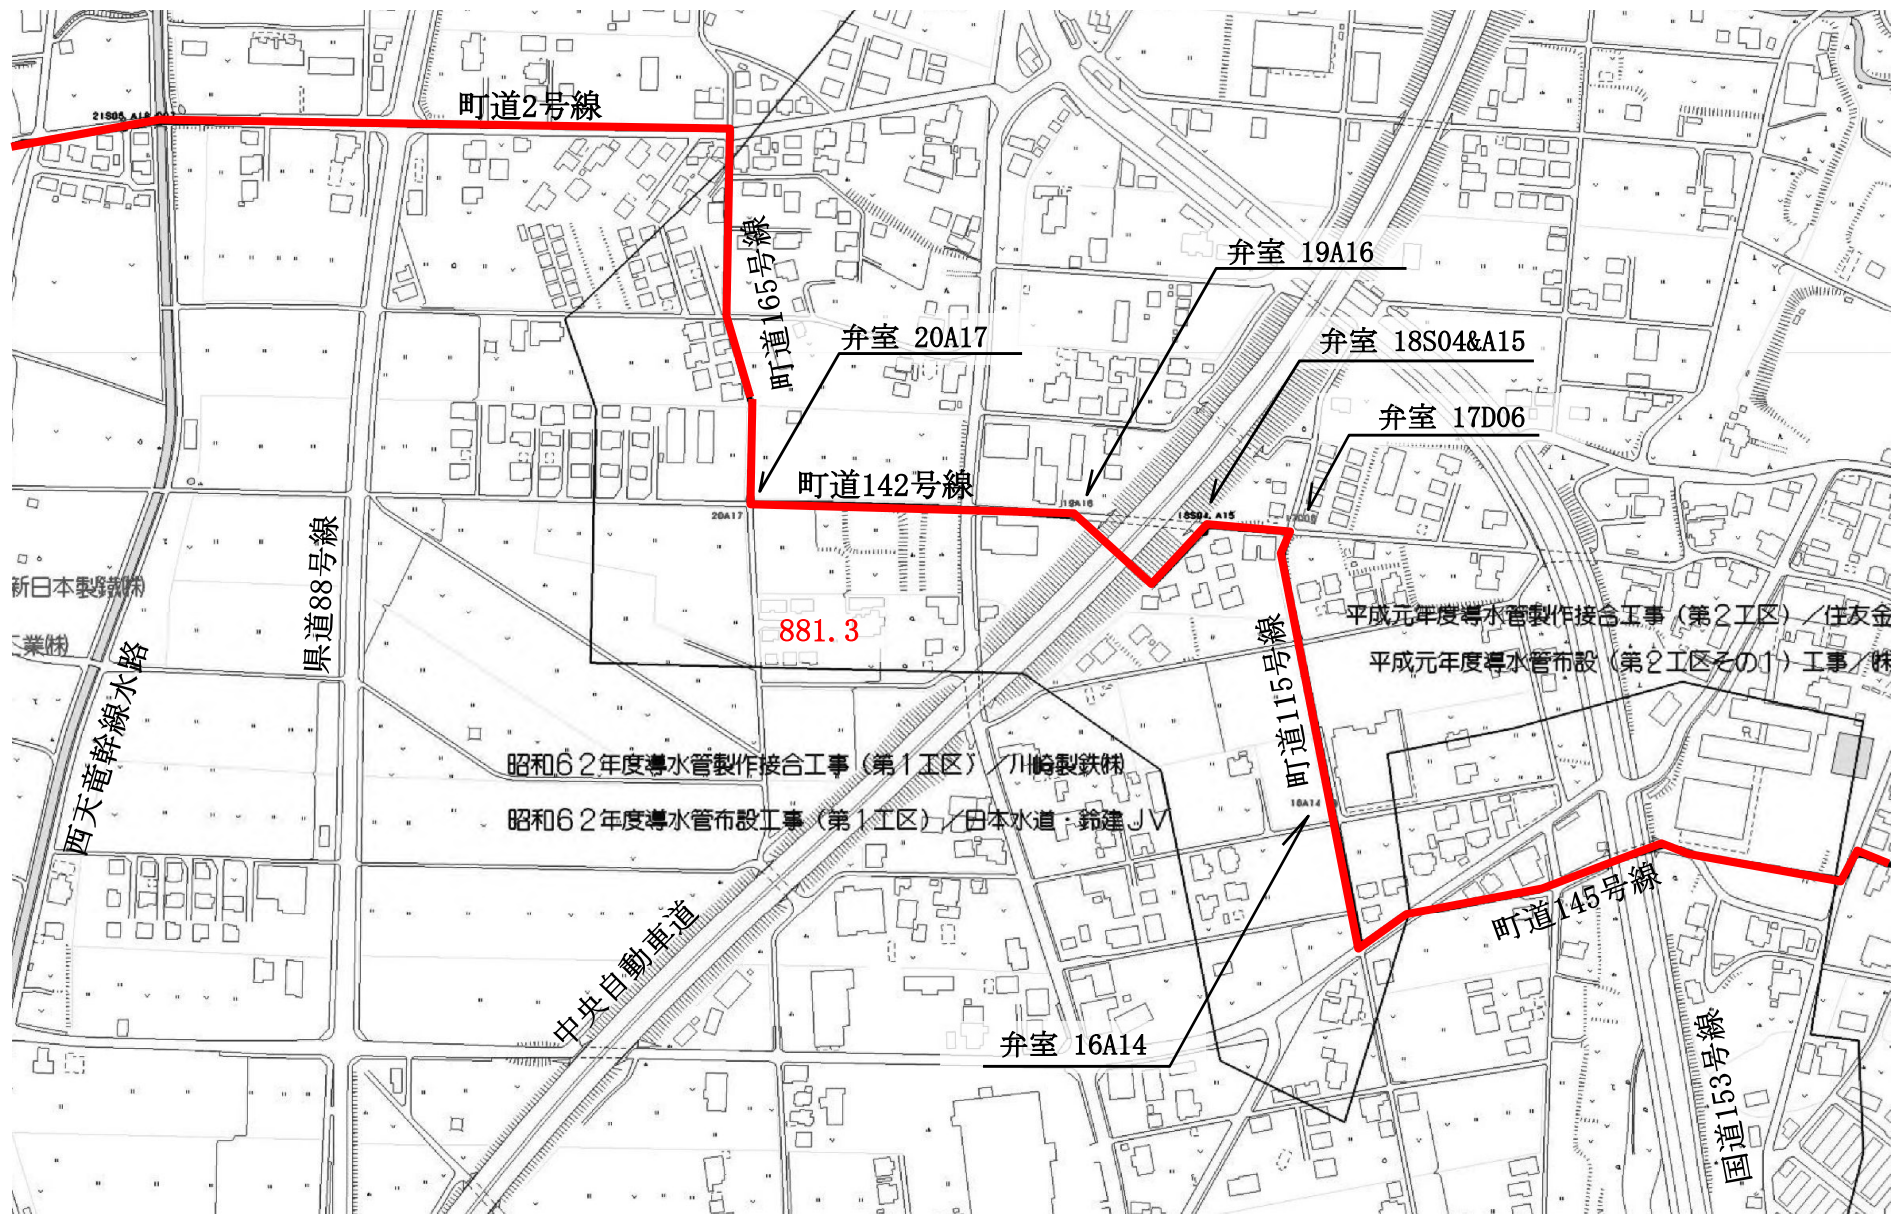 町道2号線
21S05, A18
町道165号線
弁室 19A16
弁室 20A17
弁室 18S04&A15
弁室 17D06
町道142号線
19A16
20A17
18S04, A15
県道88号線
新日本製鐵㈱
工業㈱
西天竜幹線水路
881.3
町道115号線
平成元年度導水管製作接合工事（第２工区）／住友金
平成元年度導水管布設（第２工区その１）工事／㈱
昭和６２年度導水管製作接合工事（第１工区）／川崎製鉄㈱
昭和６２年度導水管布設工事（第１工区）／日本水道・鈴建ＪＶ
16A14
町道145号線
中央自動車道
弁室 16A14
国道153号線